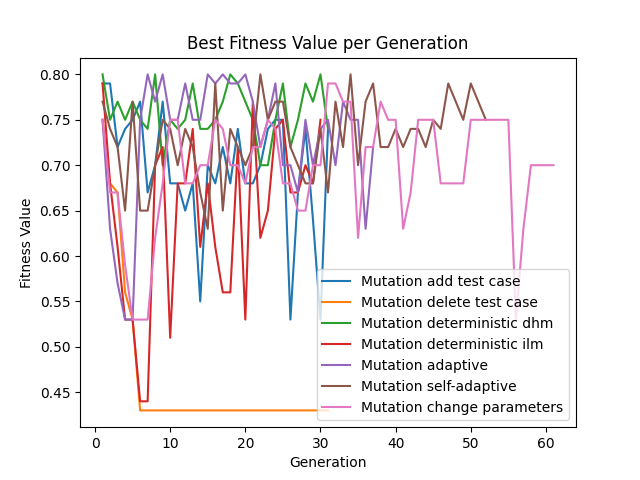 Best Fitness Value per Generation
0.80
0.75
0.70
0.65
0.60
0.55
0.50
0.45
Fitness Value
Mutation add test case
Mutation delete test case
Mutation deterministic dhm
Mutation deterministic ilm
Mutation adaptive
Mutation self-adaptive
Mutation change parameters
0 10 20 30 40 50 60
Generation